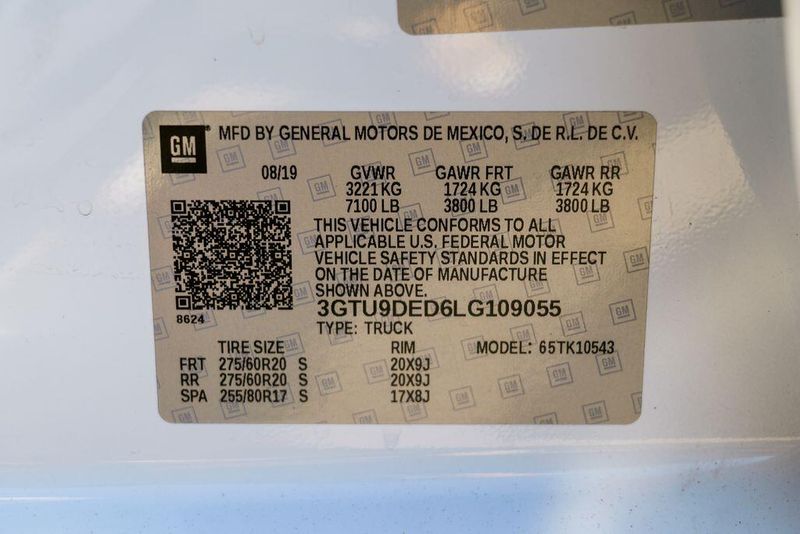 GM
MFD BY GENERAL MOTORS DE MEXICO, S. DE R.L. DE C.V.
08/19 GVWR GAWR FRT GAWR RR
3221 KG 1724 KG 1724 KG
7100 LB 3800 LB 3800 LB
THIS VEHICLE CONFORMS TO ALL
APPLICABLE U.S. FEDERAL MOTOR
VEHICLE SAFETY STANDARDS IN EFFECT
ON THE DATE OF MANUFACTURE
SHOWN ABOVE.
3GTU9DED6LG109055
8624
TYPE: TRUCK
TIRE SIZE RIM MODEL: 65TK10543
FRT 275/60R20 S 20X9J
RR 275/60R20 S 20X9J
SPA 255/80R17 S 17X8J